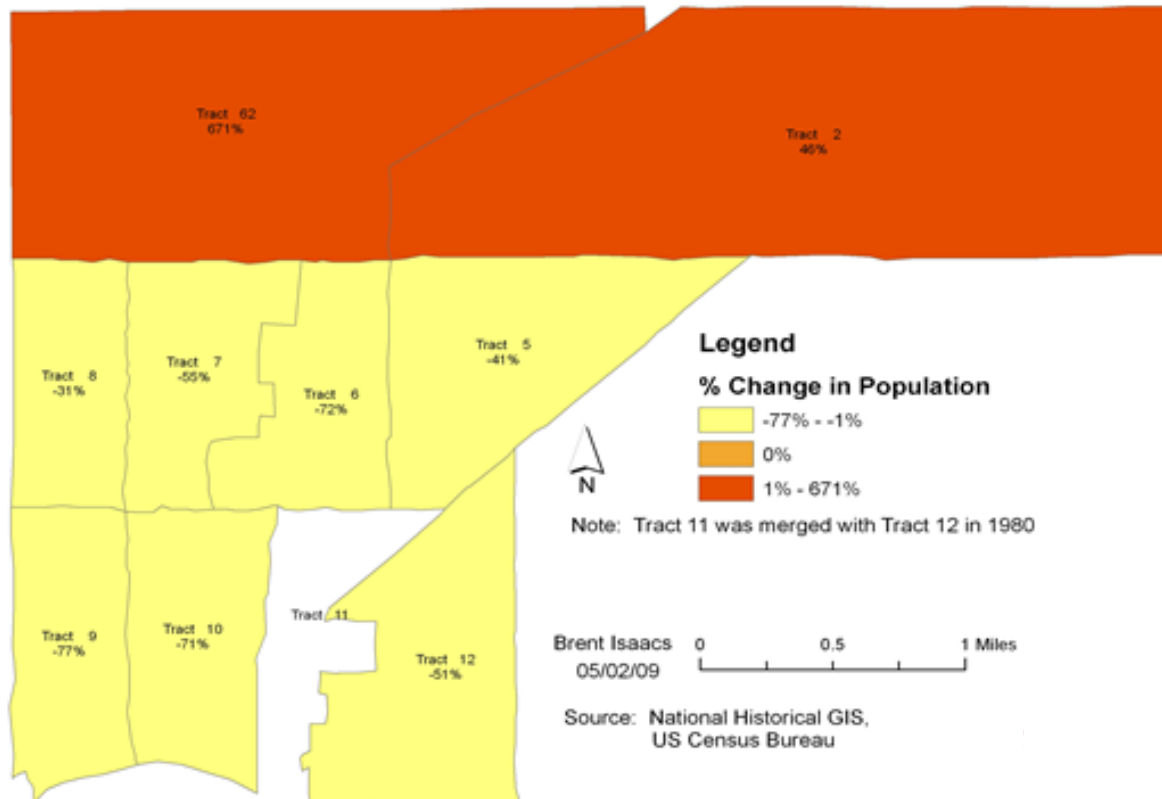 Tract 62
671%
Tract 2
46%
Tract 8
-31%
Tract 7
-55%
Tract 6
-72%
Tract 5
-41%
Legend
% Change in Population
-77% - -1%
0%
1% - 671%
N
Note: Tract 11 was merged with Tract 12 in 1980
Tract 9
-77%
Tract 10
-71%
Tract 11
Tract 12
-51%
Brent Isaacs
05/02/09
0 0.5 1 Miles
Source: National Historical GIS,
US Census Bureau